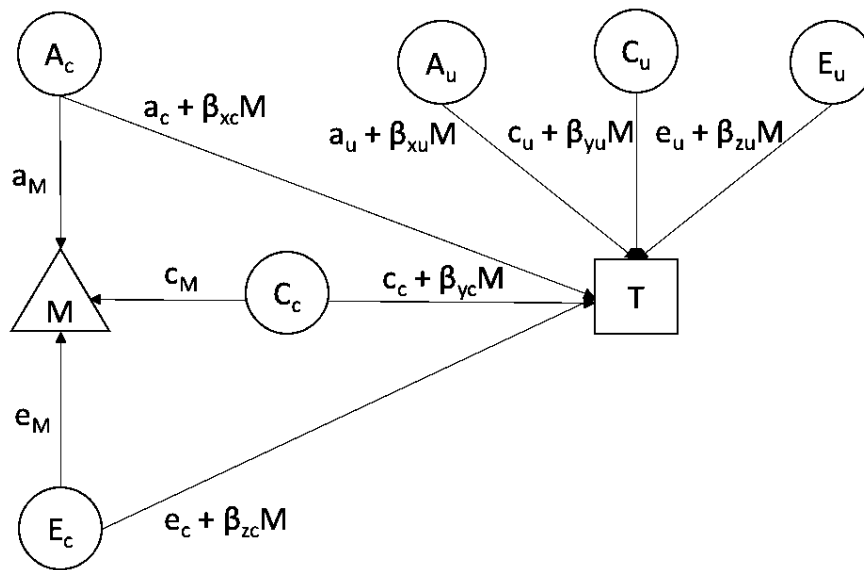 A_c
A_u
C_u
E_u
a_c + β_xcM
a_u + β_xuM
c_u + β_yuM
e_u + β_zuM
a_M
M
c_M
C_c
c_c + β_ycM
T
e_M
E_c
e_c + β_zcM